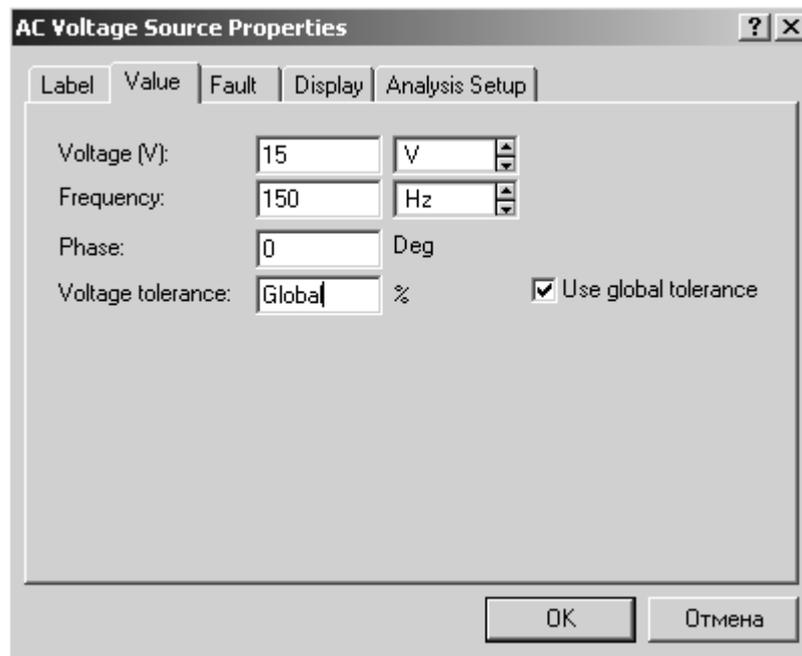 AC Voltage Source Properties ? ×
Label Value Fault Display Analysis Setup
Voltage (V): 15 V
Frequency: 150 Hz
Phase: 0 Deg
Voltage tolerance: Global % Use global tolerance
OK Отмена